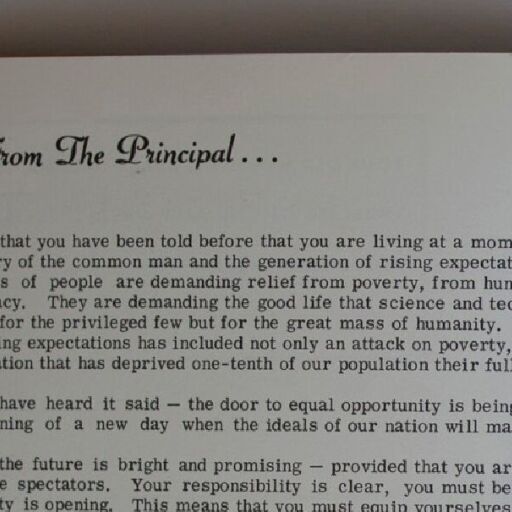 From The Principal...
that you have been told before that you are living at a mom
ry of the common man and the generation of rising expectat
s of people are demanding relief from poverty, from hun
cy. They are demanding the good life that science and tec
for the privileged few but for the great mass of humanity.
ing expectations has included not only an attack on poverty,
tion that has deprived one-tenth of our population their full
have heard it said — the door to equal opportunity is being
ning of a new day when the ideals of our nation will ma
the future is bright and promising — provided that you ar
e spectators. Your responsibility is clear, you must be
ty is opening. This means that you must equip yourselves